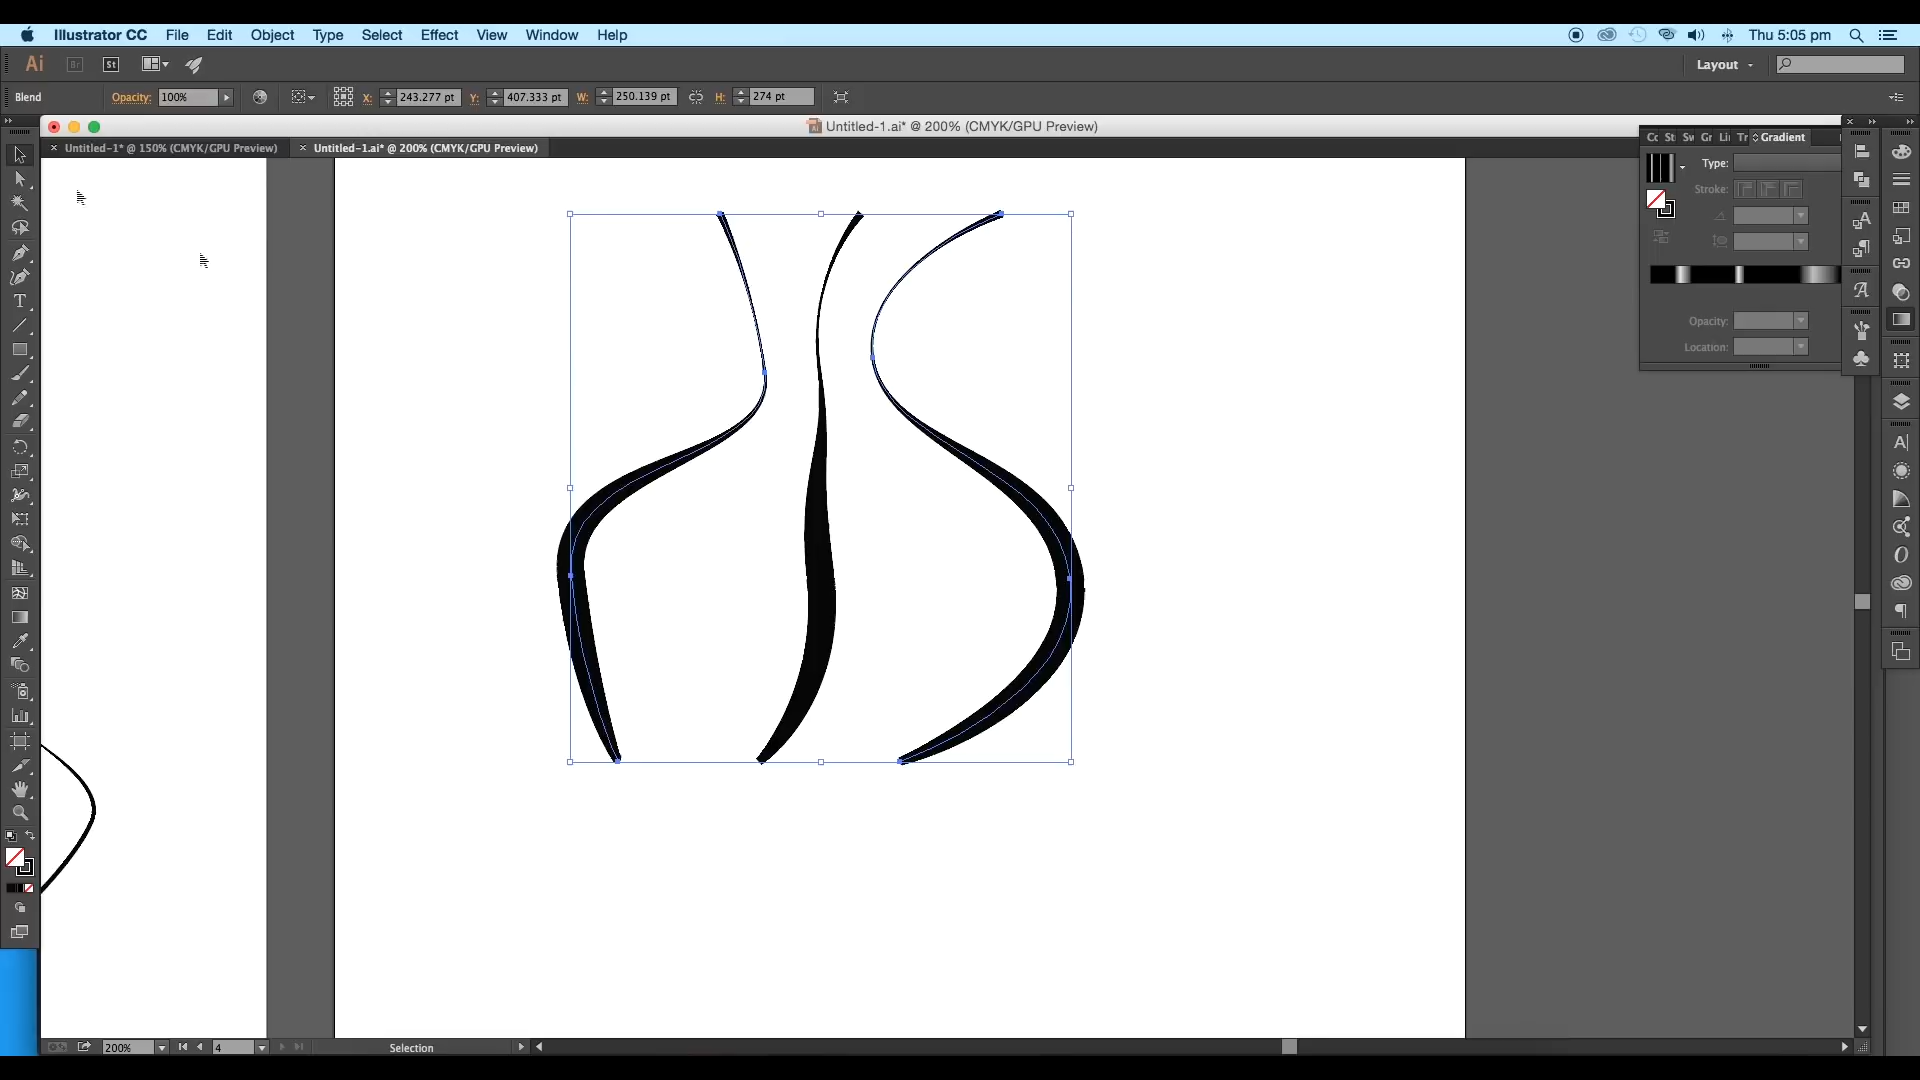 Illustrator CC File Edit Object Type Select Effect View Window Help Thu 5:05 pm
Ai Br St Layout
Blend Opacity: 100% X: 243.277 pt Y: 407.333 pt W: 250.139 pt H: 274 pt
Untitled-1.ai* @ 200% (CMYK/GPU Preview)
Untitled-1* @ 150% (CMYK/GPU Preview) Untitled-1.ai* @ 200% (CMYK/GPU Preview)
Gradient
Type:
Stroke:
Opacity:
Location:
200% 4 Selection